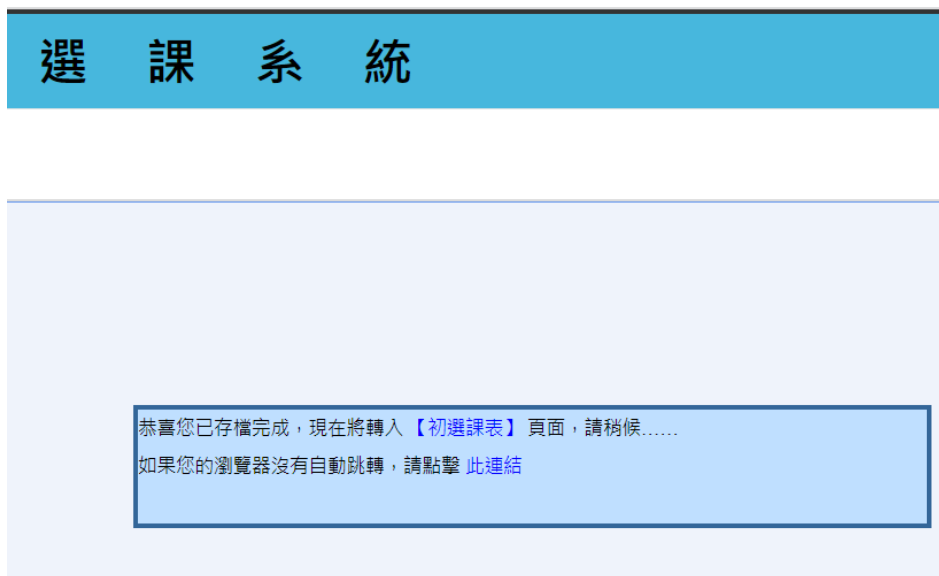 選課系統
恭喜您已存檔完成，現在將轉入【初選課表】頁面，請稍候……
如果您的瀏覽器沒有自動跳轉，請點擊 此連結